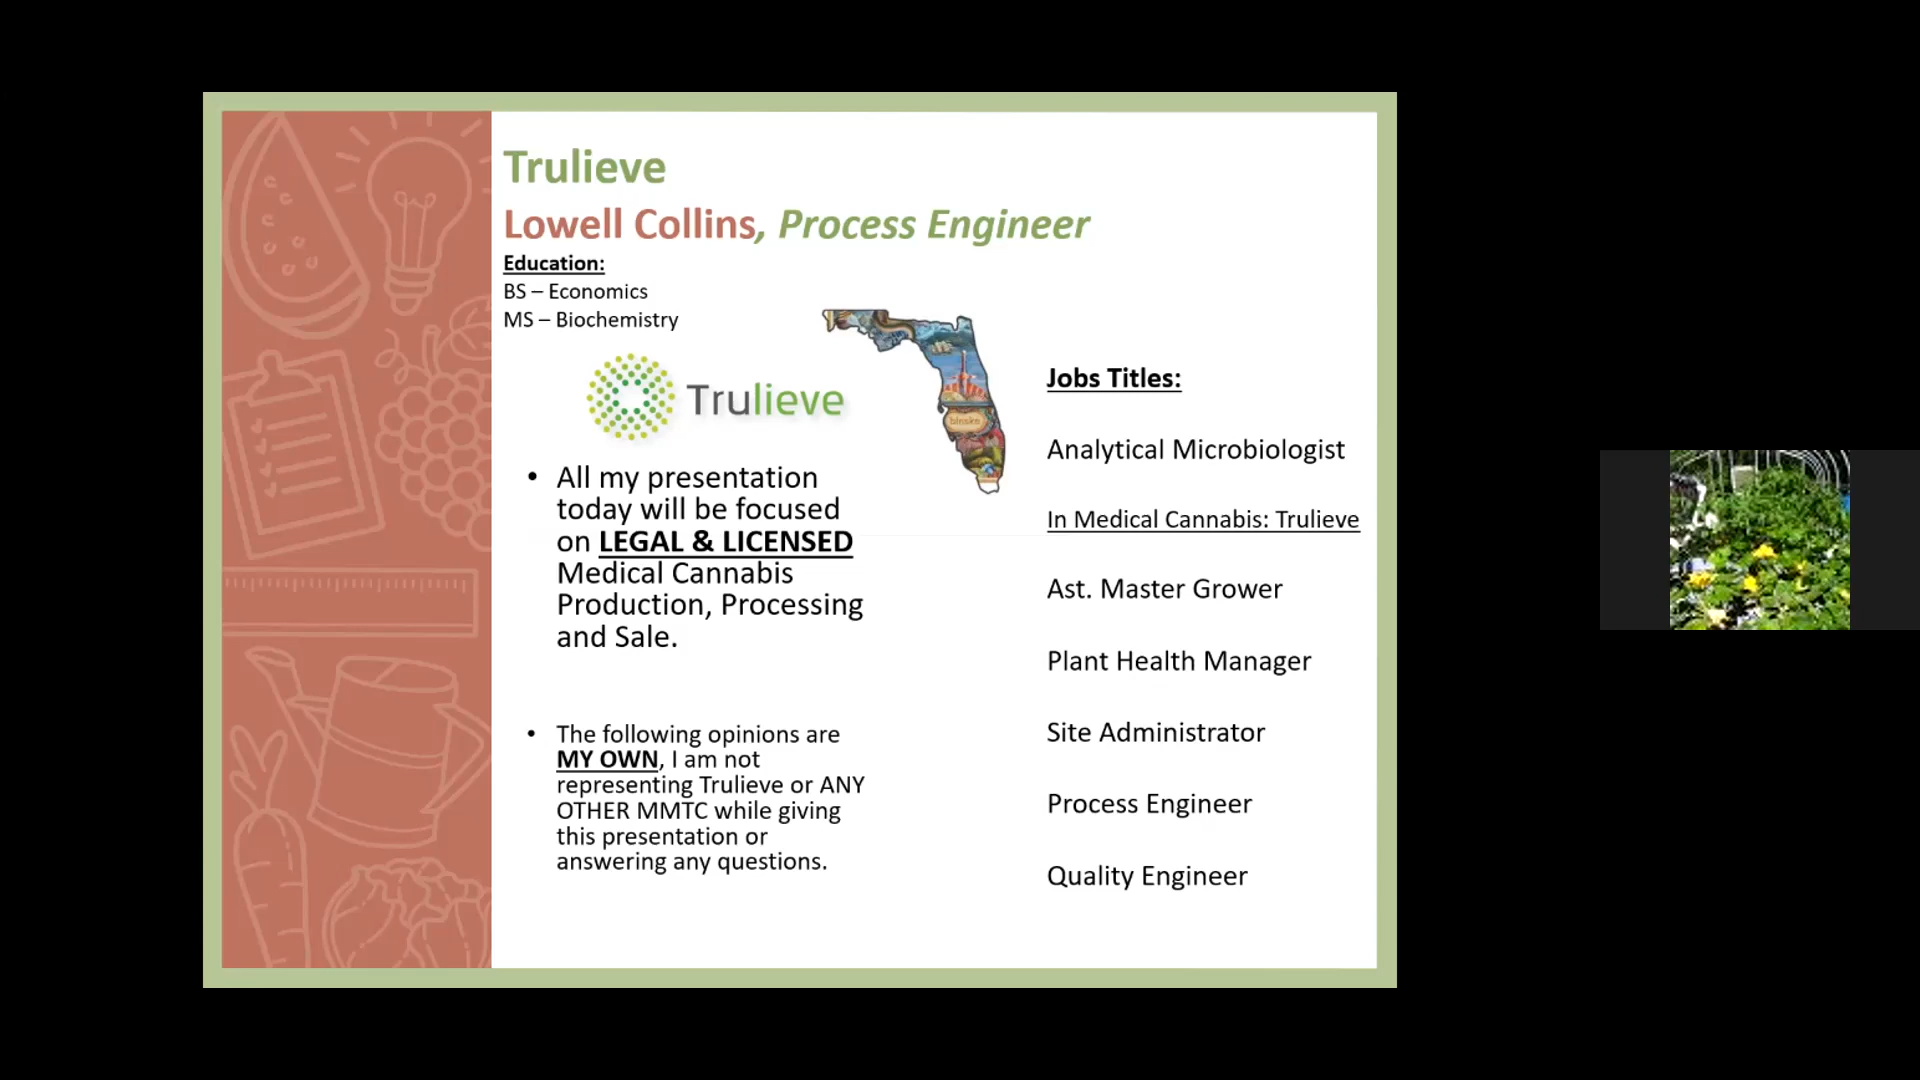 Trulieve
Lowell Collins, Process Engineer
Education:
BS – Economics
MS – Biochemistry
Trulieve
• All my presentation
today will be focused
on LEGAL & LICENSED
Medical Cannabis
Production, Processing
and Sale.
• The following opinions are
MY OWN, I am not
representing Trulieve or ANY
OTHER MMTC while giving
this presentation or
answering any questions.
Jobs Titles:
Analytical Microbiologist
In Medical Cannabis: Trulieve
Ast. Master Grower
Plant Health Manager
Site Administrator
Process Engineer
Quality Engineer